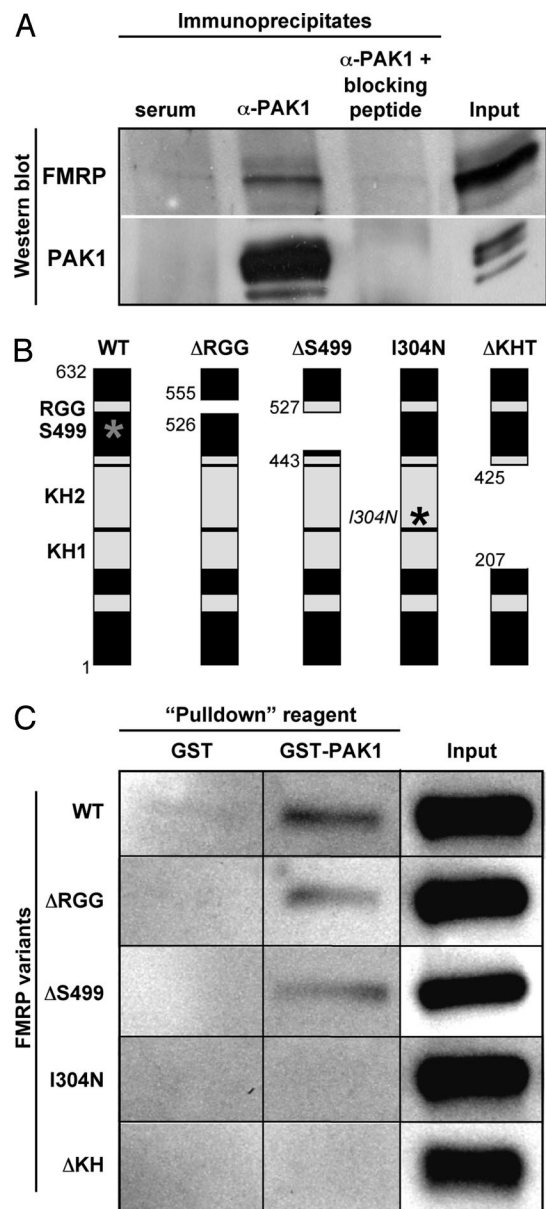 A
Immunoprecipitates
serum
α-PAK1
α-PAK1 +
blocking
peptide
Input
Western blot
FMRP
PAK1
B
WT
ΔRGG
ΔS499
I304N
ΔKHT
632
RGG
S499
*
KH2
KH1
1
555
526
527
443
I304N
*
425
207
C
"Pulldown" reagent
GST
GST-PAK1
Input
FMRP variants
WT
ΔRGG
ΔS499
I304N
ΔKH